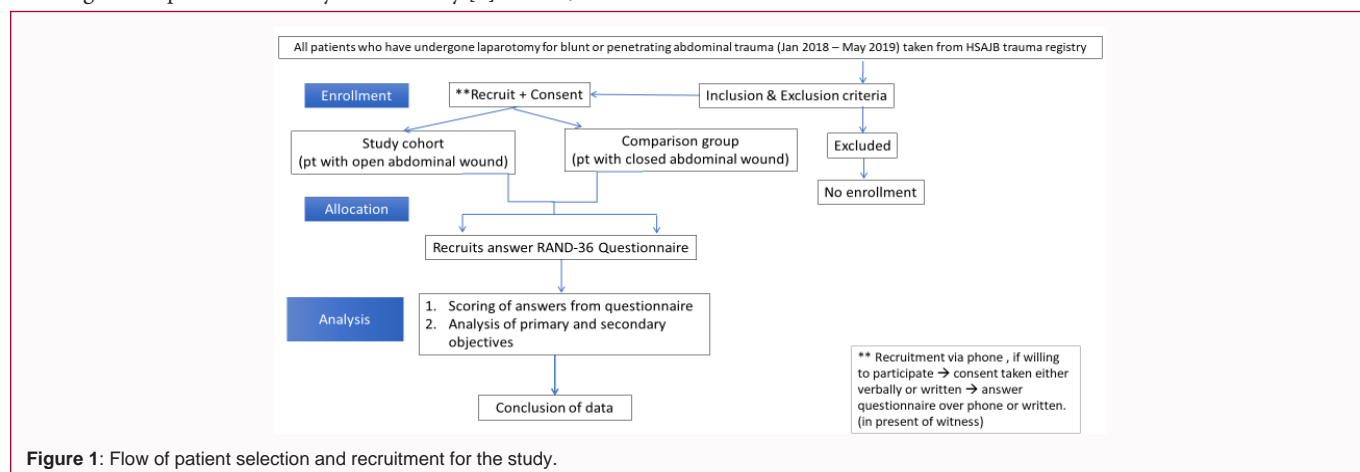 All patients who have undergone laparotomy for blunt or penetrating abdominal trauma (Jan 2018 – May 2019) taken from HSAJB trauma registry
Enrollment
**Recruit + Consent
Inclusion & Exclusion criteria
Study cohort
(pt with open abdominal wound)
Comparison group
(pt with closed abdominal wound)
Excluded
No enrollment
Allocation
Recruits answer RAND-36 Questionnaire
Analysis
1. Scoring of answers from questionnaire
2. Analysis of primary and secondary
objectives
** Recruitment via phone , if willing
to participate → consent taken either
verbally or written → answer
questionnaire over phone or written.
(in present of witness)
Conclusion of data
Figure 1: Flow of patient selection and recruitment for the study.